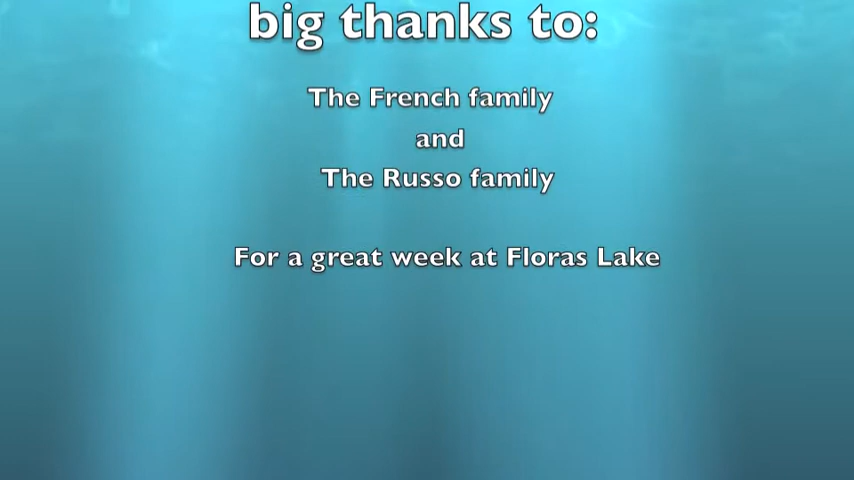 big thanks to:
The French family
and
The Russo family
For a great week at Floras Lake